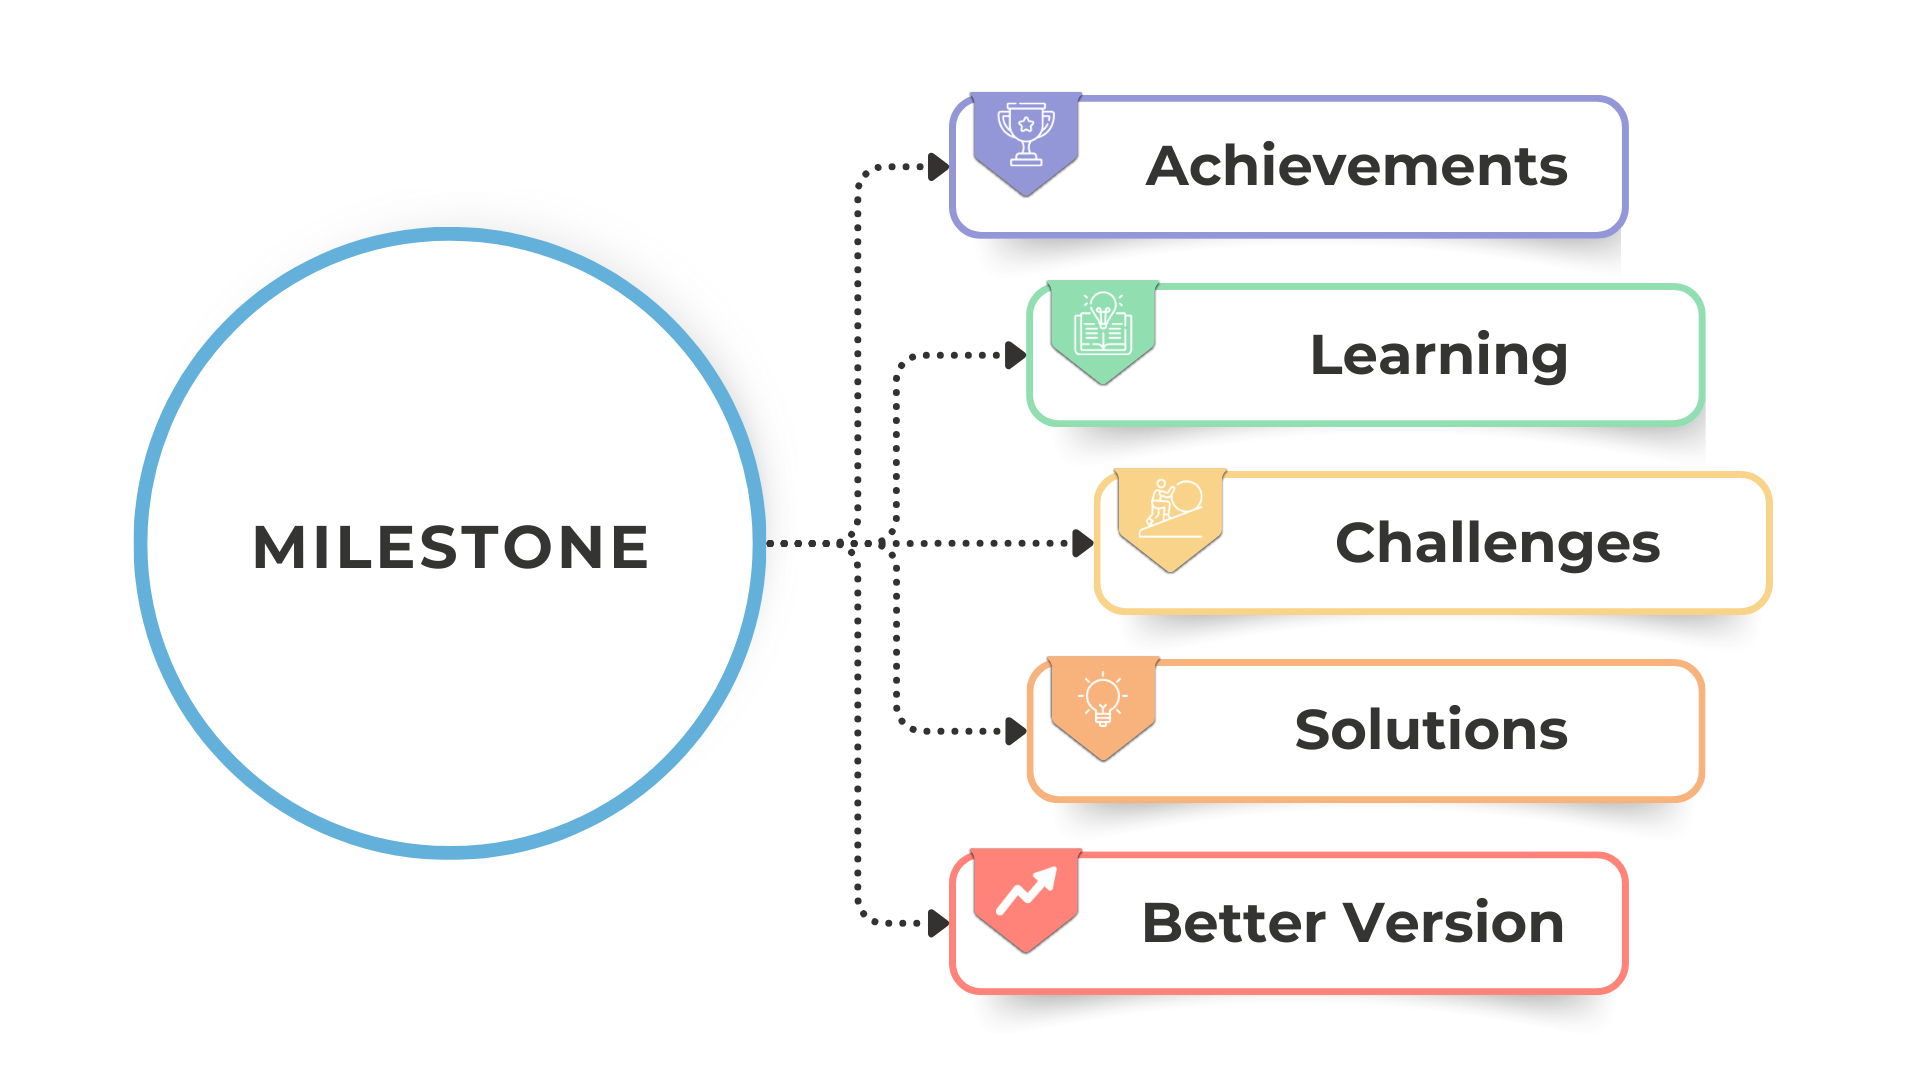 MILESTONE
Achievements
Learning
Challenges
Solutions
Better Version